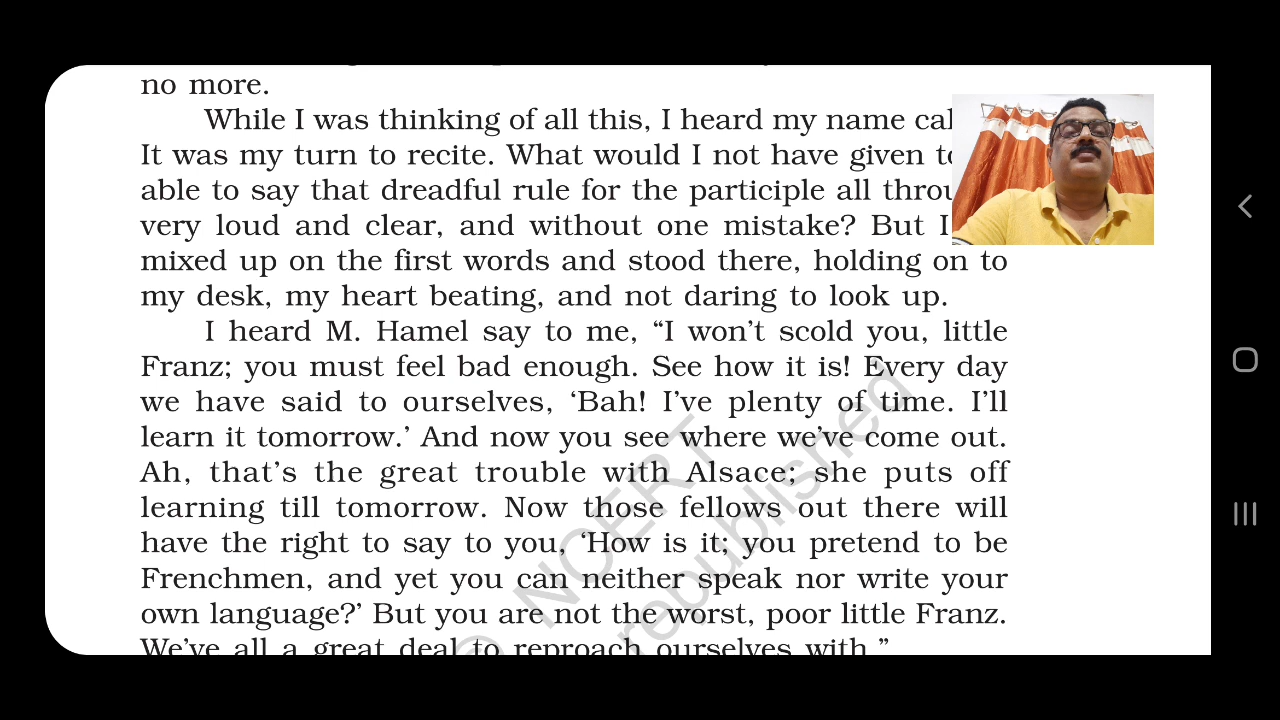 no more.
While I was thinking of all this, I heard my name
It was my turn to recite. What would I not have given
able to say that dreadful rule for the participle all
very loud and clear, and without one mistake? But I
mixed up on the first words and stood there, holding on to
my desk, my heart beating, and not daring to look up.
I heard M. Hamel say to me, “I won’t scold you, little
Franz; you must feel bad enough. See how it is! Every day
we have said to ourselves, ‘Bah! I’ve plenty of time. I’ll
learn it tomorrow.’ And now you see where we’ve come out.
Ah, that’s the great trouble with Alsace; she puts off
learning till tomorrow. Now those fellows out there will
have the right to say to you, ‘How is it; you pretend to be
Frenchmen, and yet you can neither speak nor write your
own language?’ But you are not the worst, poor little Franz.
We’ve all a great deal to reproach ourselves with.”
© NCERT
republished